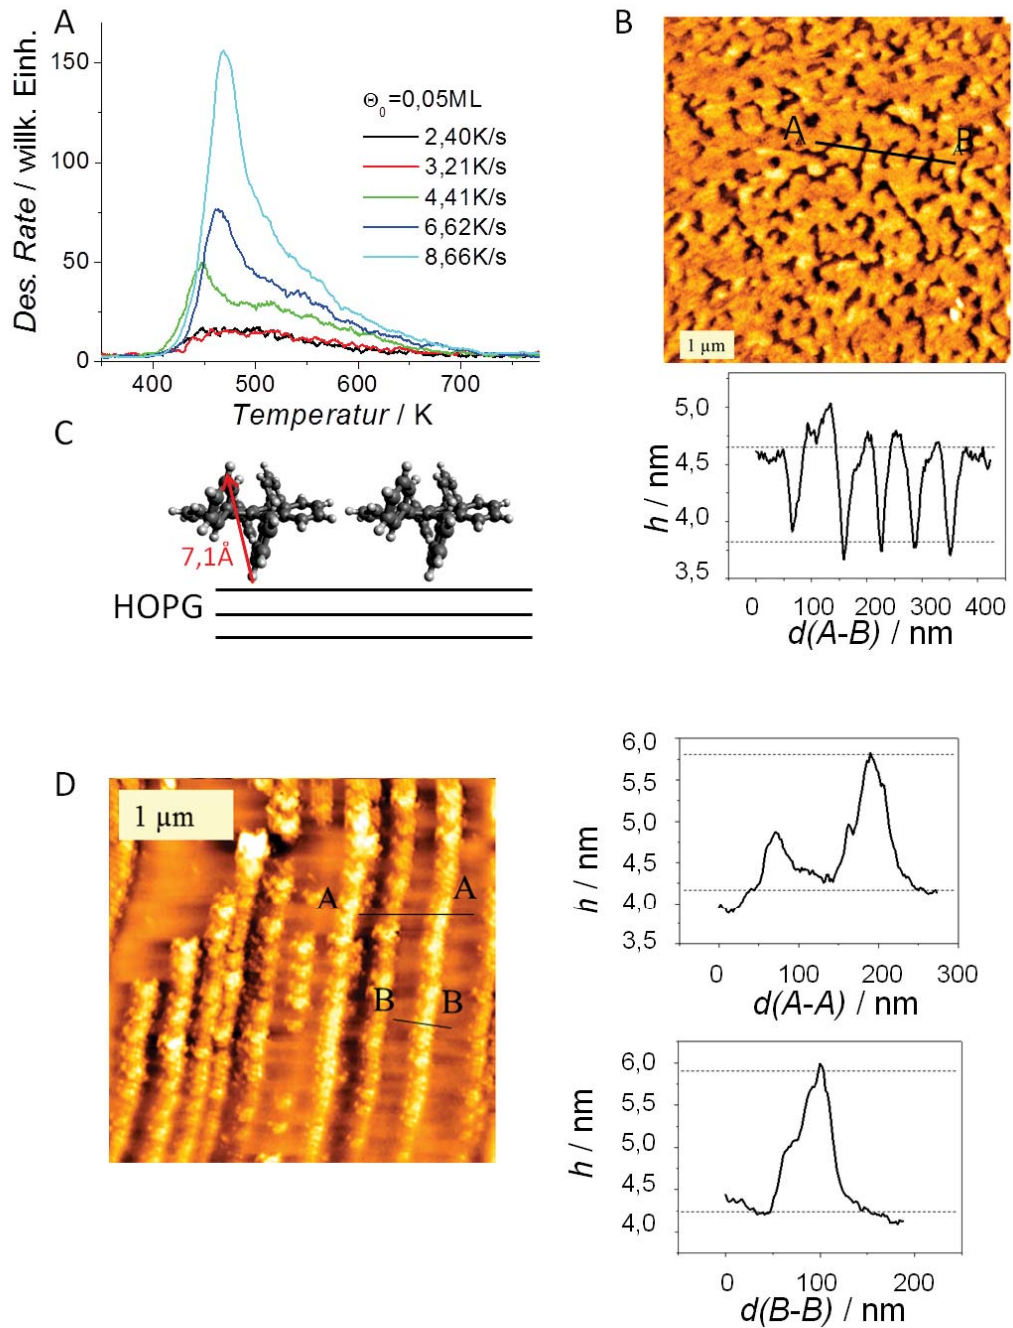 A
Des. Rate / willk. Einh.
150
100
50
0
400
500
600
700
Temperatur / K
Θ0=0,05ML
2,40K/s
3,21K/s
4,41K/s
6,62K/s
8,66K/s
B
A
A
B
A
1 µm
h / nm
5,0
4,5
4,0
3,5
0
100
200
300
400
d(A-B) / nm
C
7,1Å
HOPG
D
1 µm
A
A
B
B
h / nm
6,0
5,5
5,0
4,5
4,0
3,5
0
100
200
300
d(A-A) / nm
h / nm
6,0
5,5
5,0
4,5
4,0
0
100
200
d(B-B) / nm